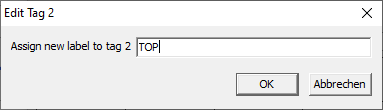 Edit Tag 2
Assign new label to tag 2 TOP
OK Abbrechen